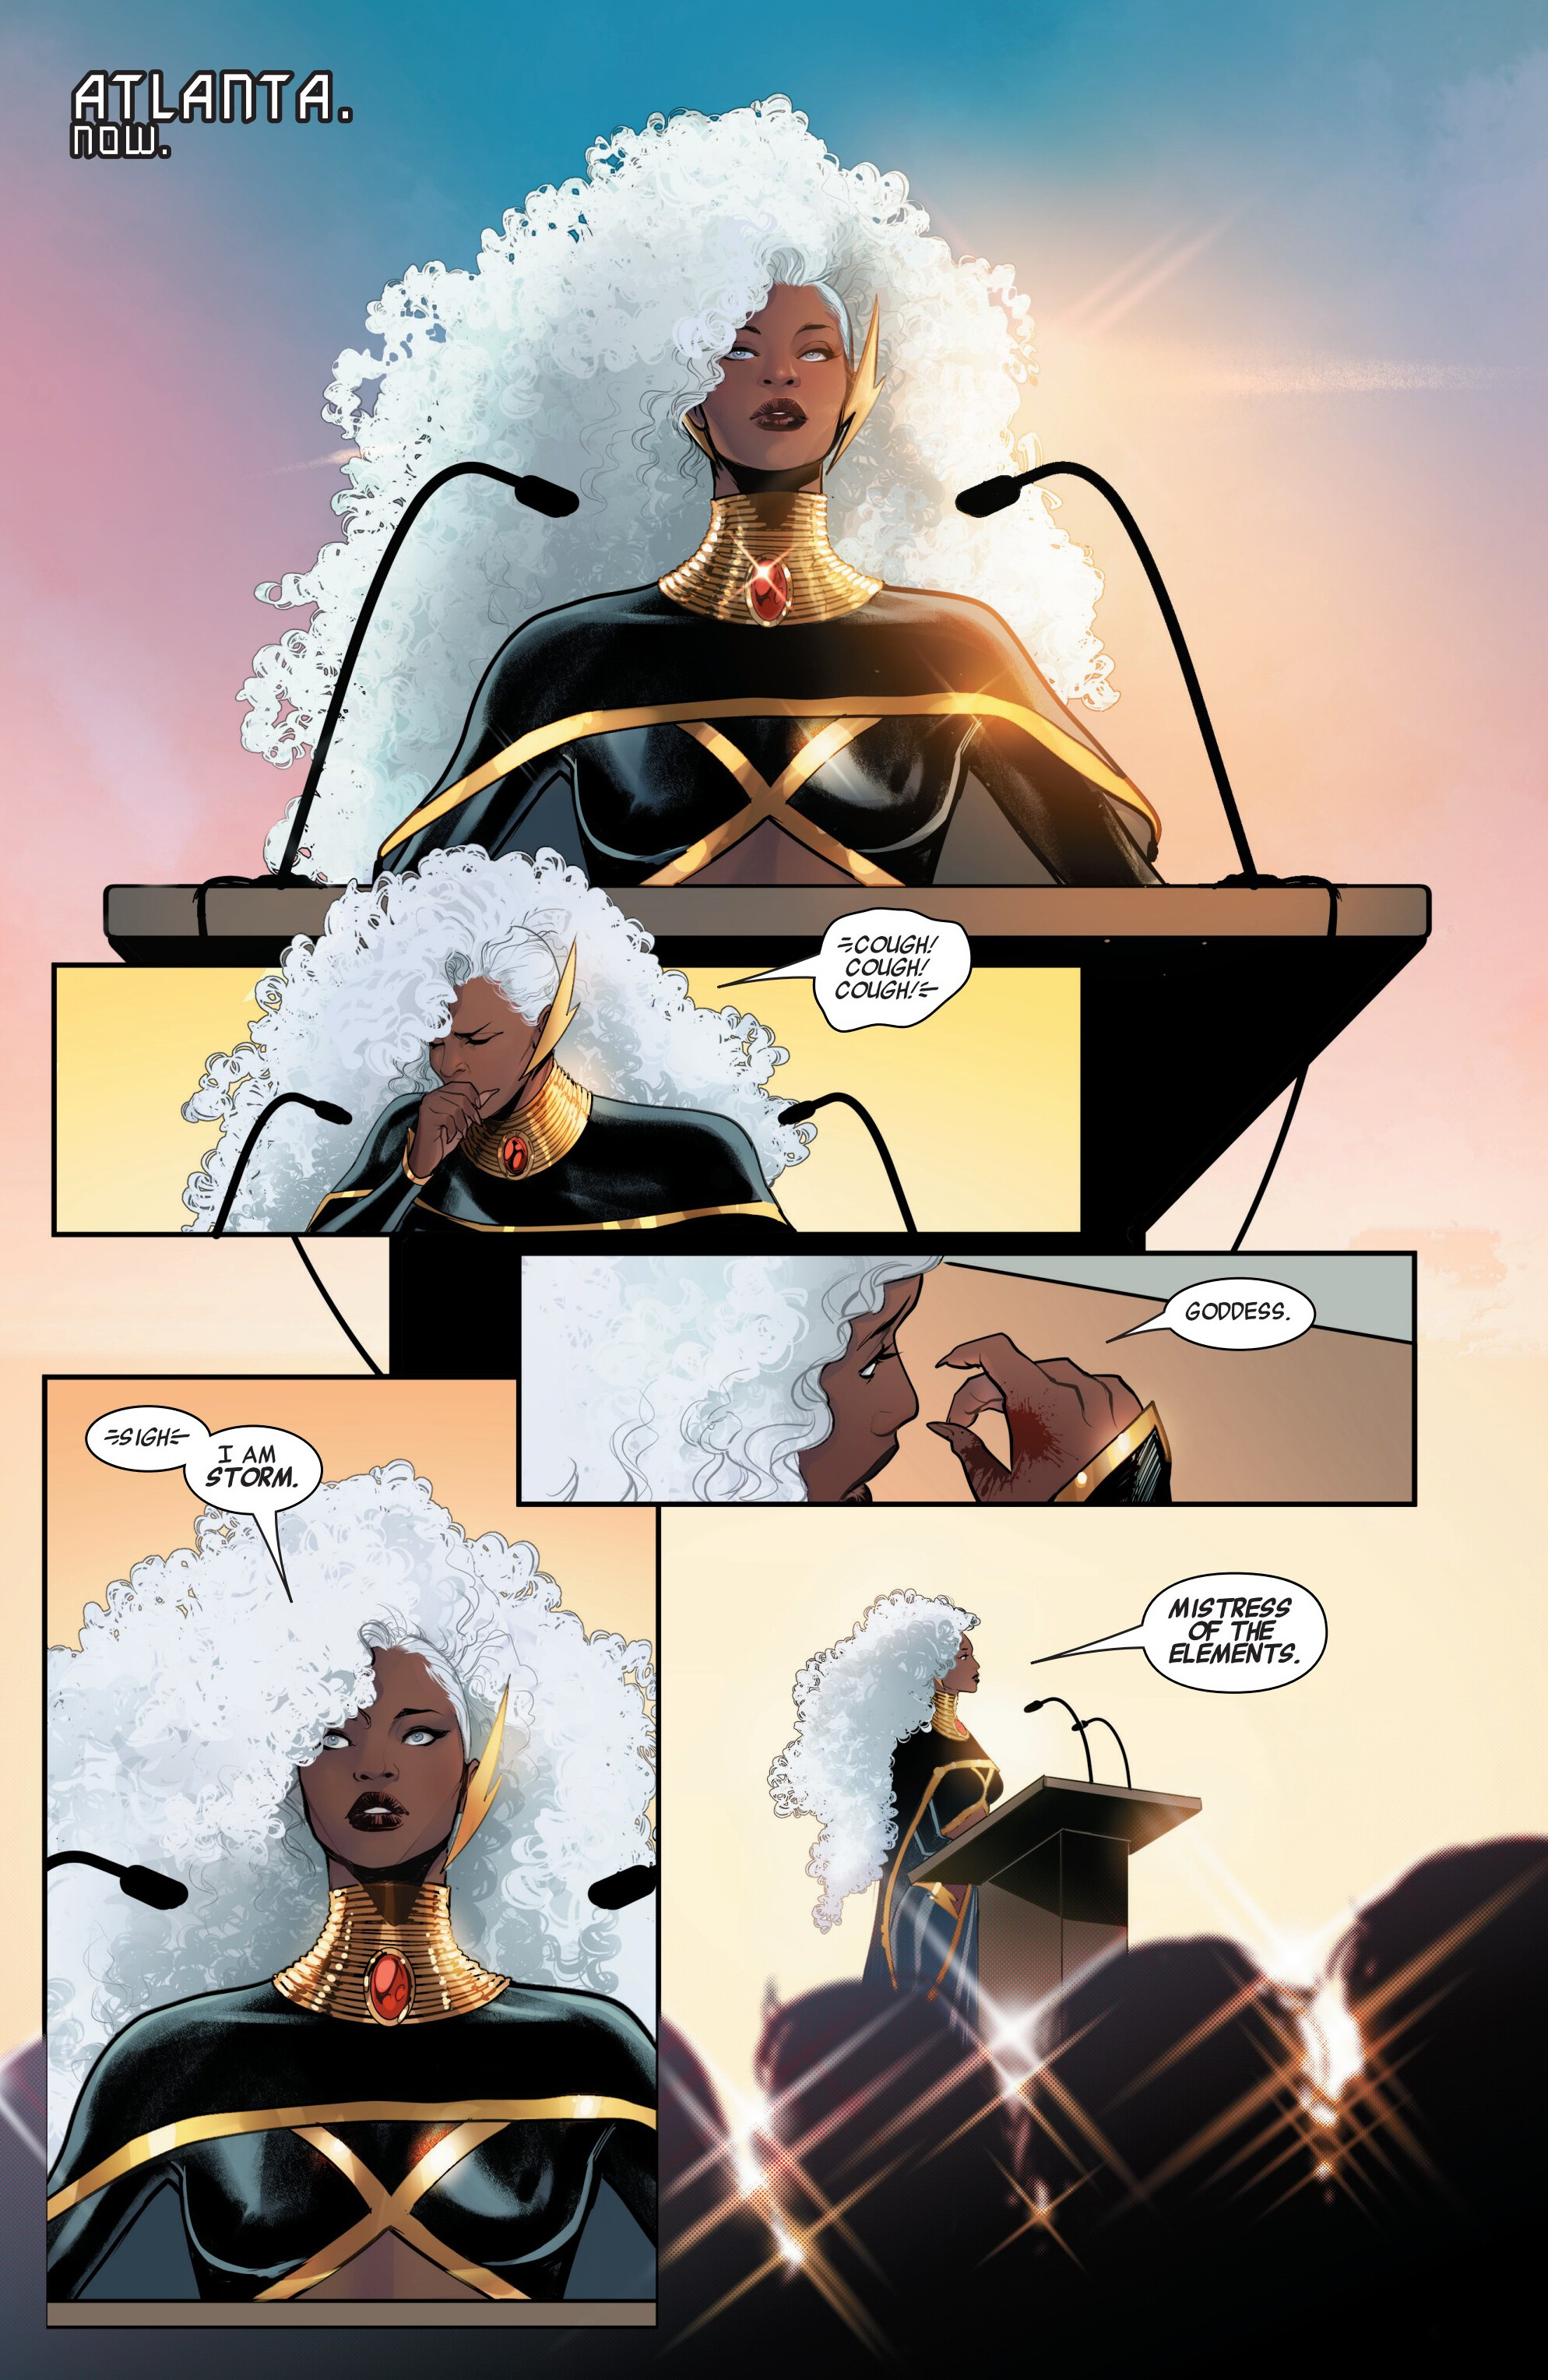 ATLANTA.
NOW.
COUGH!
COUGH!
COUGH!
GODDESS.
SIGH
I AM
STORM.
MISTRESS
OF THE
ELEMENTS.